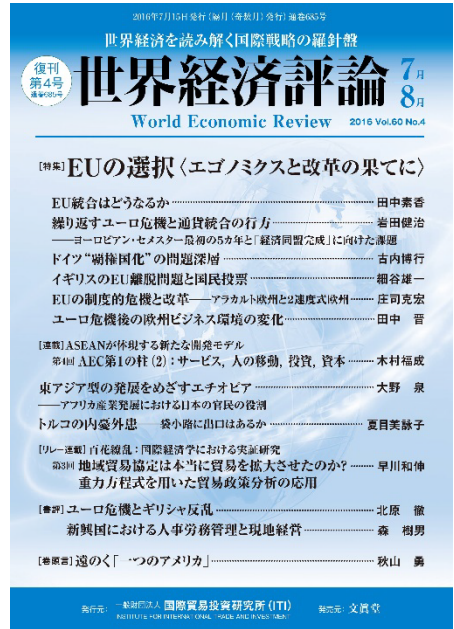 2016年7月15日発行(隔月(奇数月)発行)通巻685号
世界経済を読み解く国際戦略の羅針盤
復刊
第4号
通巻685号
世界経済評論
7月
8月
World Economic Review
2016 Vol.60 No.4
[特集]EUの選択〈エゴノミクスと改革の果てに〉
EU統合はどうなるか……田中素香
繰り返すユーロ危機と通貨統合の行方……岩田健治
――ヨーロピアン・セメスター最初の5カ年と「経済同盟完成」に向けた課題
ドイツ“覇権国化”の問題深層……古内博行
イギリスのEU離脱問題と国民投票……細谷雄一
EUの制度的危機と改革――アラカルト欧州と2速度式欧州……庄司克宏
ユーロ危機後の欧州ビジネス環境の変化……田中 晋
[連載]ASEANが体現する新たな開発モデル
第4回 AEC第1の柱(2):サービス,人の移動,投資,資本……木村福成
東アジア型の発展をめざすエチオピア……大野 泉
――アフリカ産業発展における日本の官民の役割
トルコの内憂外患――袋小路に出口はあるか……夏目美詠子
[リレー連載]百花繚乱:国際経済学における実証研究
第3回 地域貿易協定は本当に貿易を拡大させたのか?……早川和伸
重力方程式を用いた貿易政策分析の応用
[書評]ユーロ危機とギリシャ反乱……北原 徹
新興国における人事労務管理と現地経営……森 樹男
[巻頭言]遠のく「一つのアメリカ」……秋山 勇
発行元: 一般財団法人 国際貿易投資研究所(ITI)
INSTITUTE FOR INTERNATIONAL TRADE AND INVESTMENT
発売元: 文眞堂